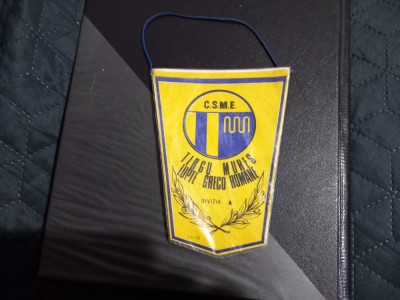 C.S.M.E.
TIRGU MURES
LUPTE GRECO ROMANE
DIVIZIA A